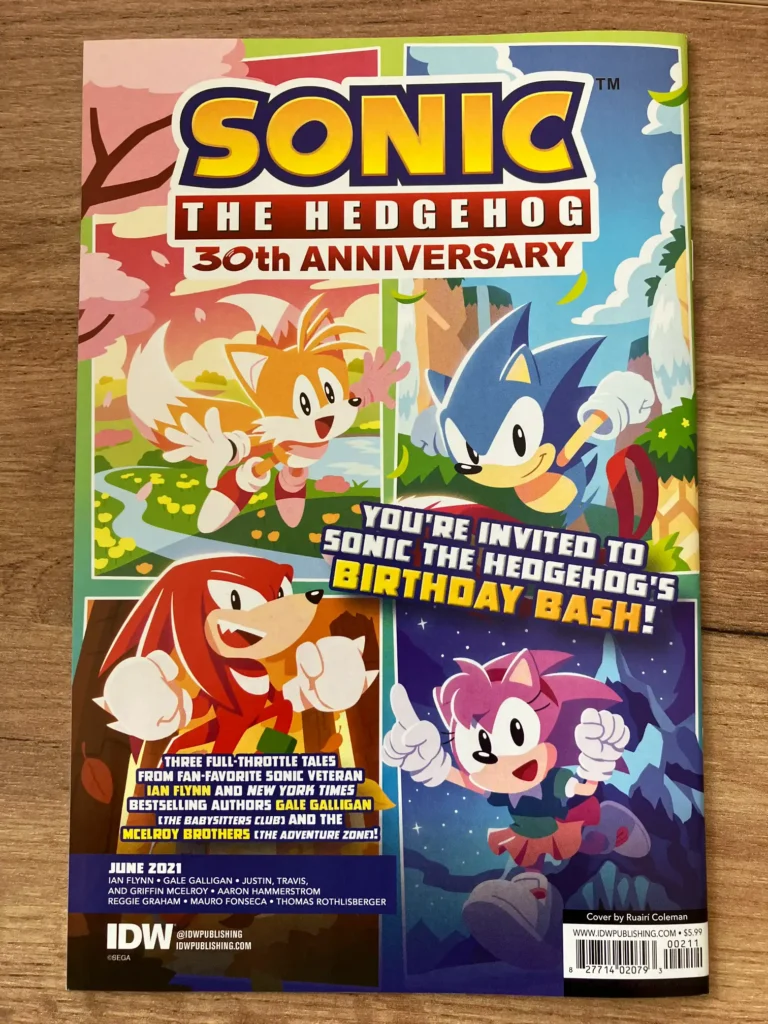 SONIC™
THE HEDGEHOG
30th ANNIVERSARY
YOU'RE INVITED TO
SONIC THE HEDGEHOG'S
BIRTHDAY BASH!
THREE FULL-THROTTLE TALES
FROM FAN-FAVORITE SONIC VETERAN
IAN FLYNN AND NEW YORK TIMES
BESTSELLING AUTHORS GALE GALLIGAN
(THE BABYSITTERS CLUB) AND THE
MCELROY BROTHERS (THE ADVENTURE ZONE)!
JUNE 2021
IAN FLYNN • GALE GALLIGAN • JUSTIN, TRAVIS,
AND GRIFFIN MCELROY • AARON HAMMERSTROM
REGGIE GRAHAM • MAURO FONSECA • THOMAS ROTHLISBERGER
IDW
@IDWPUBLISHING
IDWPUBLISHING.COM
©SEGA
Cover by Ruairí Coleman
WWW.IDWPUBLISHING.COM • $5.99
00211
8 27714 02079 3